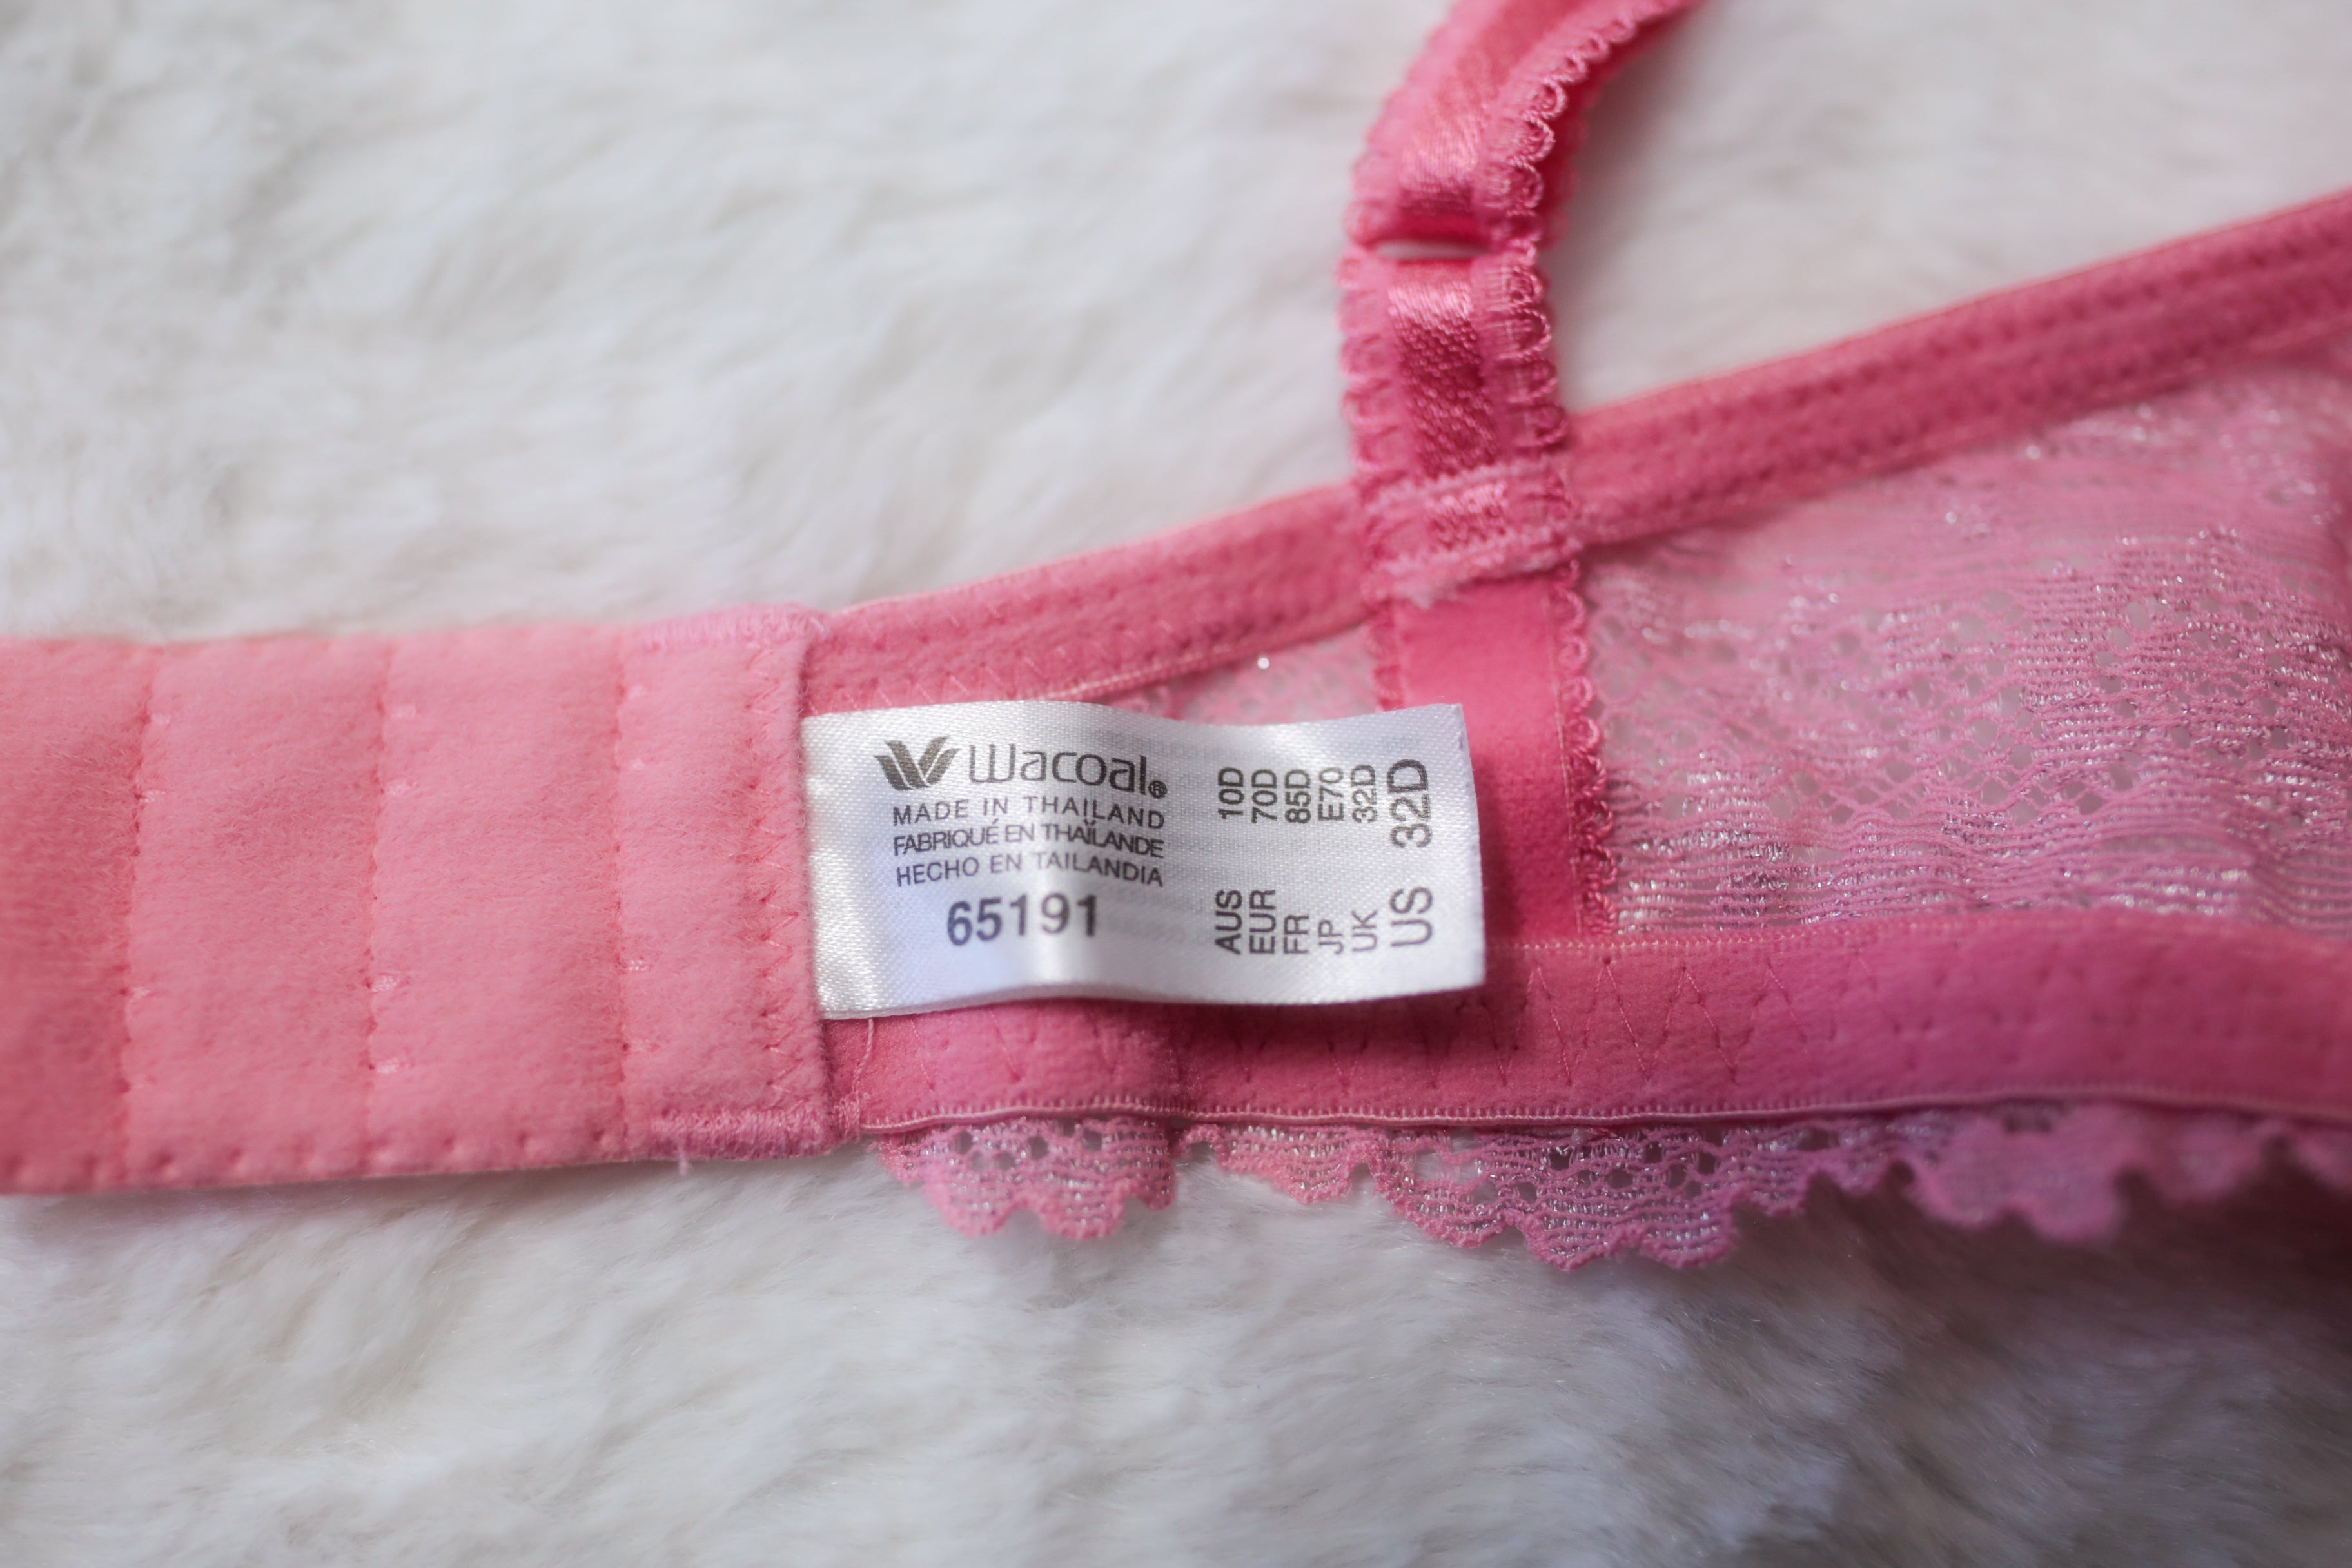 Wacoal®
MADE IN THAILAND
FABRIQUÉ EN THAÏLANDE
HECHO EN TAILANDIA
65191
AUS 10D
EUR 70D
FR 85D
JP E70
UK 32D
US 32D